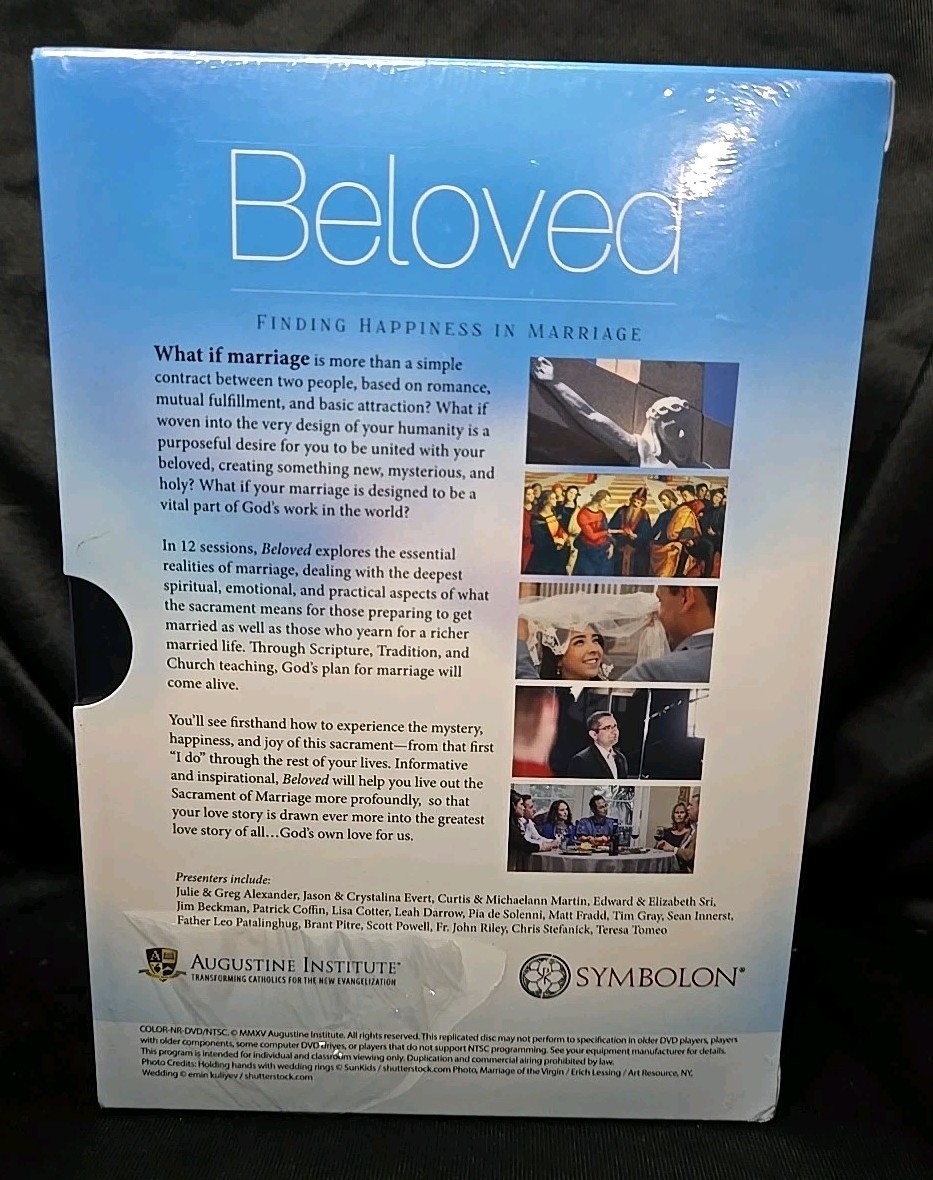 Beloved
Finding Happiness in Marriage
What if marriage is more than a simple
contract between two people, based on romance,
mutual fulfillment, and basic attraction? What if
woven into the very design of your humanity is a
purposeful desire for you to be united with your
beloved, creating something new, mysterious, and
holy? What if your marriage is designed to be a
vital part of God's work in the world?
In 12 sessions, Beloved explores the essential
realities of marriage, dealing with the deepest
spiritual, emotional, and practical aspects of what
the sacrament means for those preparing to get
married as well as those who yearn for a richer
married life. Through Scripture, Tradition, and
Church teaching, God's plan for marriage will
come alive.
You'll see firsthand how to experience the mystery,
happiness, and joy of this sacrament—from that first
"I do" through the rest of your lives. Informative
and inspirational, Beloved will help you live out the
Sacrament of Marriage more profoundly, so that
your love story is drawn ever more into the greatest
love story of all…God's own love for us.
Presenters include:
Julie & Greg Alexander, Jason & Crystalina Evert, Curtis & Michaelann Martin, Edward & Elizabeth Sri,
Jim Beckman, Patrick Coffin, Lisa Cotter, Leah Darrow, Pia de Solenni, Matt Fradd, Tim Gray, Sean Innerst,
Father Leo Patalinghug, Brant Pitre, Scott Powell, Fr. John Riley, Chris Stefanick, Teresa Tomeo
Augustine Institute™
Transforming Catholics for the New Evangelization
SYMBOLON®
COLOR-NR-DVD/NTSC. © MMXV Augustine Institute. All rights reserved. This replicated disc may not perform to specification in older DVD players, players
with older components, some computer DVD drives, or players that do not support NTSC programming. See your equipment manufacturer for details.
This program is intended for individual and classroom viewing only. Duplication and commercial airing prohibited by law.
Photo Credits: Holding hands with wedding rings © SunKids / shutterstock.com Photo, Marriage of the Virgin / Erich Lessing / Art Resource, NY,
Wedding © emin kuliyev / shutterstock.com